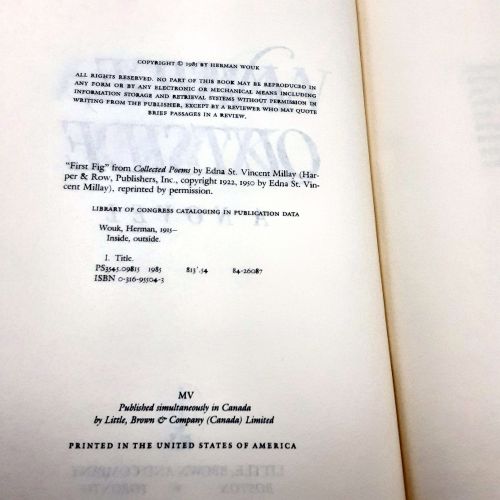 COPYRIGHT © 1985 BY HERMAN WOUK
ALL RIGHTS RESERVED. NO PART OF THIS BOOK MAY BE REPRODUCED IN
ANY FORM OR BY ANY ELECTRONIC OR MECHANICAL MEANS INCLUDING
INFORMATION STORAGE AND RETRIEVAL SYSTEMS WITHOUT PERMISSION IN
WRITING FROM THE PUBLISHER, EXCEPT BY A REVIEWER WHO MAY QUOTE
BRIEF PASSAGES IN A REVIEW.
"First Fig" from Collected Poems by Edna St. Vincent Millay (Har-
per & Row, Publishers, Inc., copyright 1922, 1950 by Edna St. Vin-
cent Millay), reprinted by permission.
LIBRARY OF CONGRESS CATALOGING IN PUBLICATION DATA
Wouk, Herman, 1915–
Inside, outside.
I. Title.
PS3545.O9815 1985 813'.54 84-26087
ISBN 0-316-95504-3
MV
Published simultaneously in Canada
by Little, Brown & Company (Canada) Limited
PRINTED IN THE UNITED STATES OF AMERICA